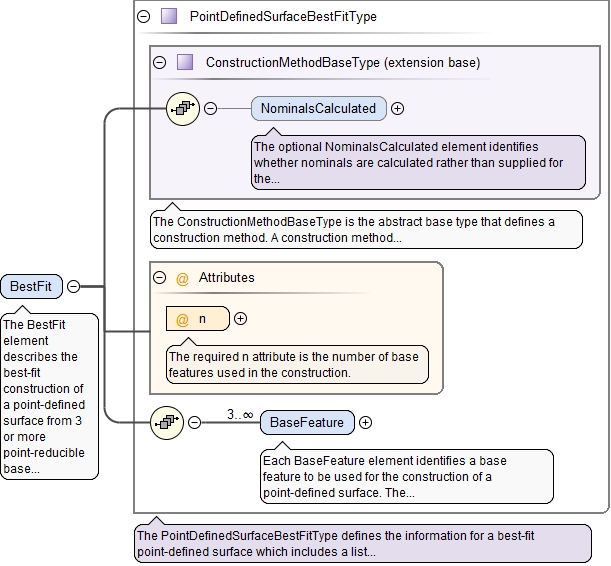 PointDefinedSurfaceBestFitType
ConstructionMethodBaseType (extension base)
NominalsCalculated
The optional NominalsCalculated element identifies
whether nominals are calculated rather than supplied for
the...
The ConstructionMethodBaseType is the abstract base type that defines a
construction method. A construction method...
BestFit
The BestFit
element
describes the
best-fit
construction of
a point-defined
surface from 3
or more
point-reducible
base...
@ Attributes
@ n
The required n attribute is the number of base
features used in the construction.
3..∞
BaseFeature
Each BaseFeature element identifies a base
feature to be used for the construction of a
point-defined surface. The...
The PointDefinedSurfaceBestFitType defines the information for a best-fit
point-defined surface which includes a list...